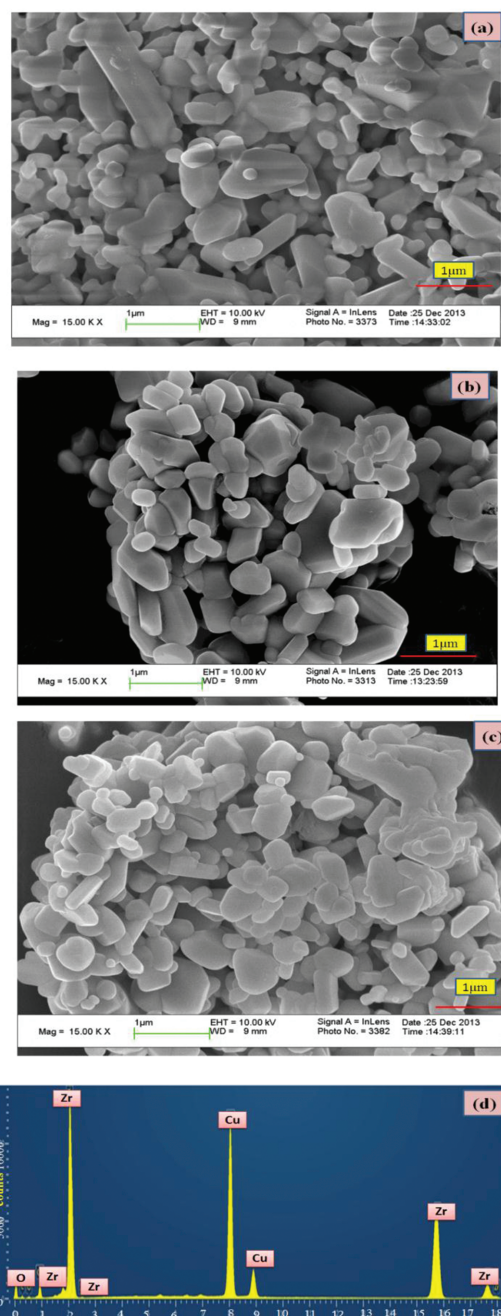 (a)
1µm
Mag = 15.00 K X
1µm
EHT = 10.00 kV
WD = 9 mm
Signal A = InLens
Photo No. = 3373
Date :25 Dec 2013
Time :14:33:02
(b)
1µm
Mag = 15.00 K X
1µm
EHT = 10.00 kV
WD = 9 mm
Signal A = InLens
Photo No. = 3313
Date :25 Dec 2013
Time :13:23:59
(c)
1µm
Mag = 15.00 K X
1µm
EHT = 10.00 kV
WD = 9 mm
Signal A = InLens
Photo No. = 3382
Date :25 Dec 2013
Time :14:39:11
(d)
Zr
Cu
Zr
Cu
O
Zr
Zr
Zr
counts
5000
10000
0 1 2 3 4 5 6 7 8 9 10 11 12 13 14 15 16 17